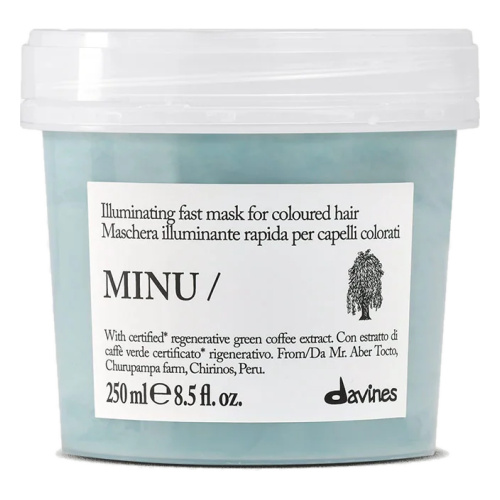 Illuminating fast mask for coloured hair
Maschera illuminante rapida per capelli colorati
MINU /
With certified* regenerative green coffee extract. Con estratto di
caffè verde certificato* rigenerativo. From/Da Mr. Aber Tocto,
Churupampa farm, Chirinos, Peru.
250 ml ℮ 8.5 fl. oz.
davines